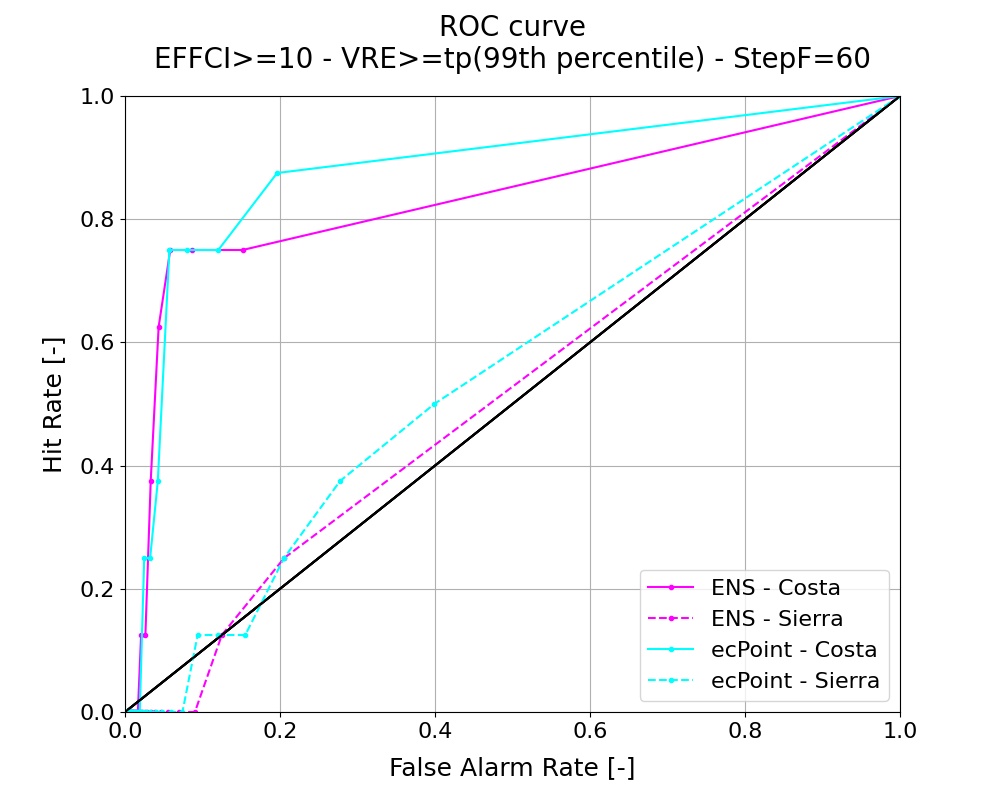 ROC curve
EFFCI>=10 - VRE>=tp(99th percentile) - StepF=60
1.0
0.8
0.6
0.4
0.2
0.0
Hit Rate [-]
0.0 0.2 0.4 0.6 0.8 1.0
False Alarm Rate [-]
ENS - Costa
ENS - Sierra
ecPoint - Costa
ecPoint - Sierra